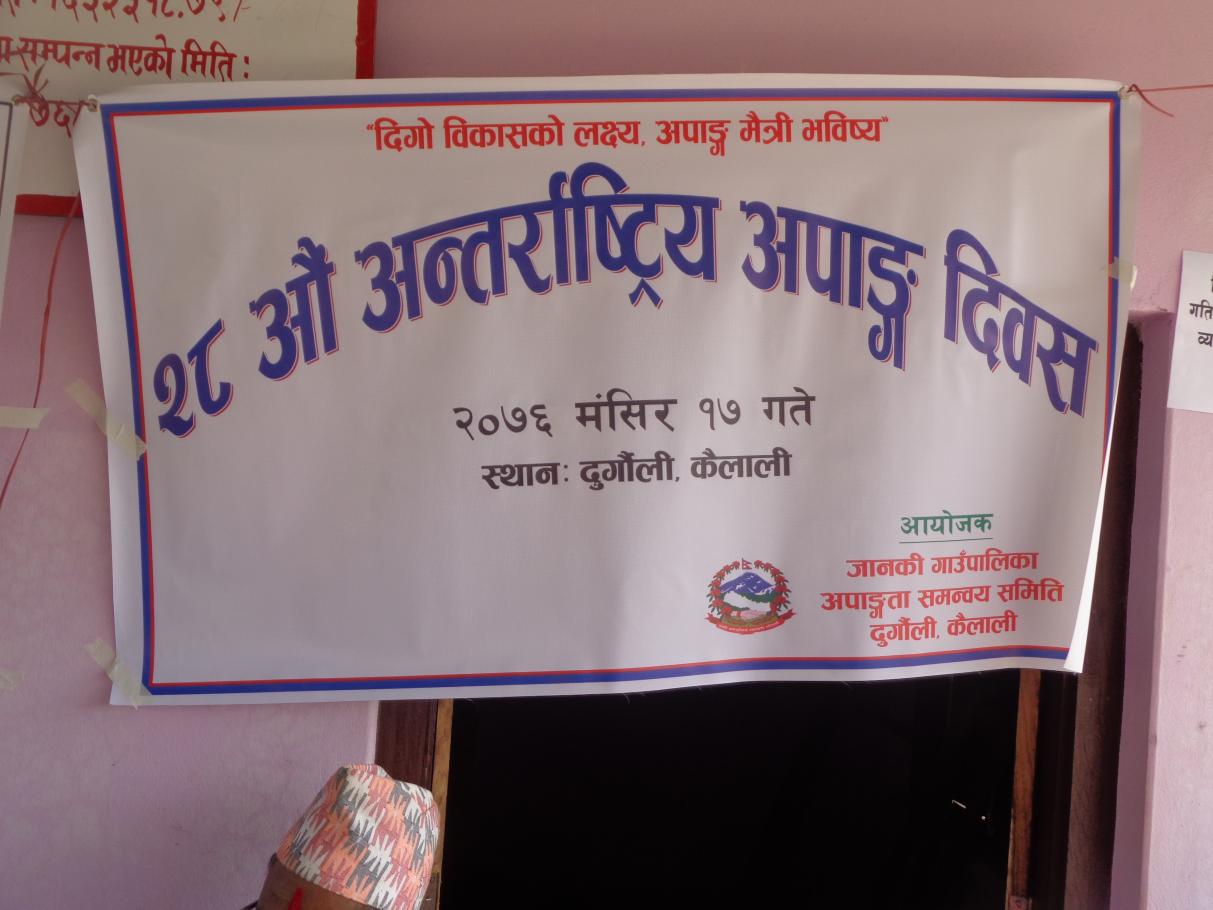 सम्पन्न भएको मिति :
"दिगो विकासको लक्ष्य, अपाङ्ग मैत्री भविष्य"
२८ औं अन्तर्राष्ट्रिय अपाङ्ग दिवस
२०७६ मंसिर १७ गते
स्थानः दुर्गौली, कैलाली
आयोजक
जानकी गाउँपालिका
अपाङ्गता समन्वय समिति
दुर्गौली, कैलाली
गति